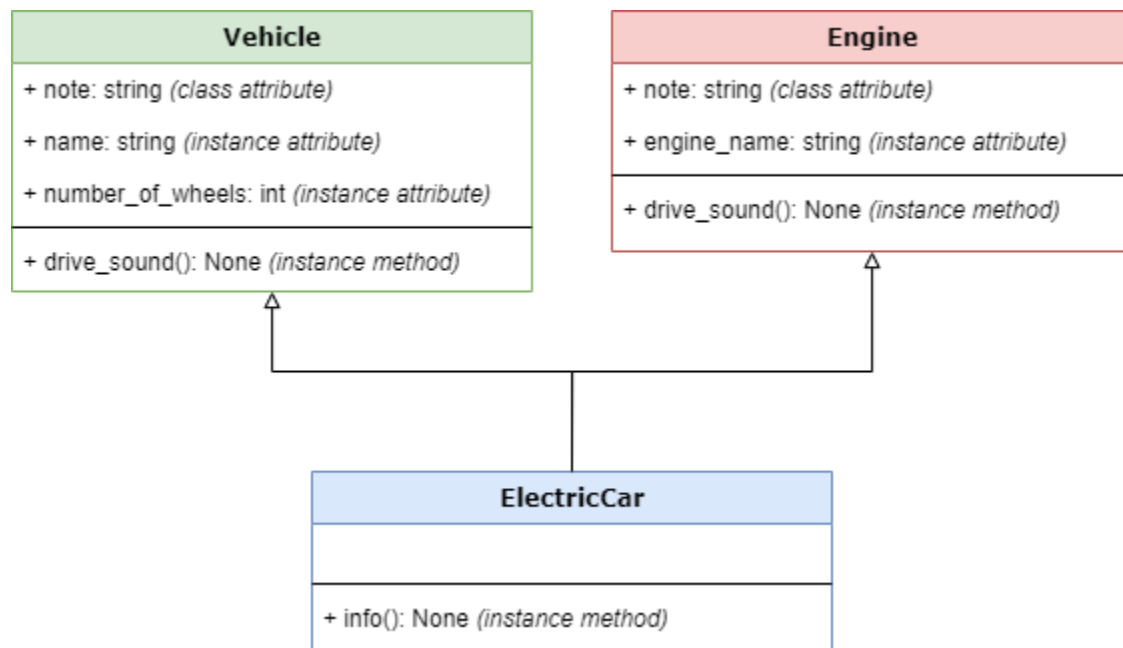 Vehicle
+ note: string (class attribute)
+ name: string (instance attribute)
+ number_of_wheels: int (instance attribute)
+ drive_sound(): None (instance method)
Engine
+ note: string (class attribute)
+ engine_name: string (instance attribute)
+ drive_sound(): None (instance method)
ElectricCar
+ info(): None (instance method)